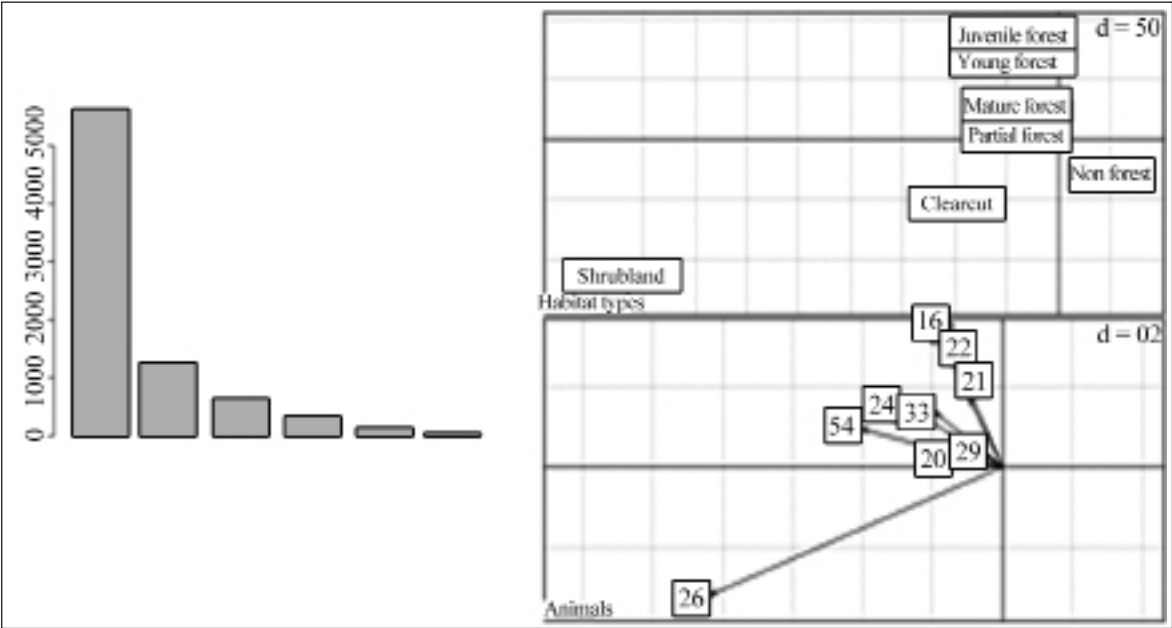 5000
4000
3000
2000
1000
0
d = 50
Juvenile forest
Young forest
Mature forest
Partial forest
Non forest
Clearcut
Shrubland
Habitat types
d = 02
16
22
21
24
33
54
20
29
26
Animals